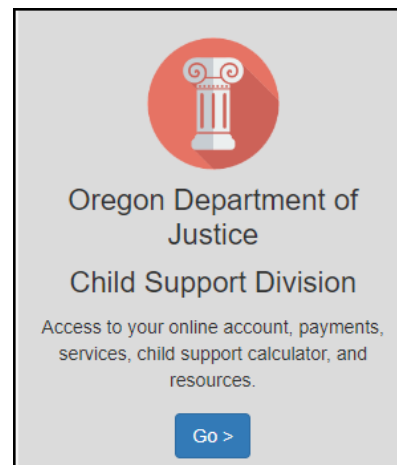 Oregon Department of
Justice
Child Support Division
Access to your online account, payments,
services, child support calculator, and
resources.
Go >